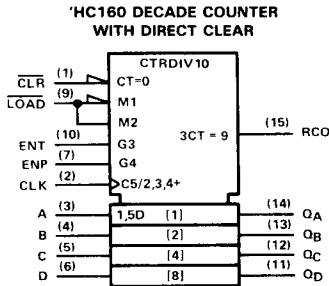 'HC160 DECADE COUNTER
WITH DIRECT CLEAR
CTRDIV10
CLR (1) CT=0
LOAD (9) M1
M2
3CT = 9 (15) RCO
ENT (10) G3
ENP (7) G4
CLK (2) C5/2,3,4+
A (3) 1,5D [1] (14) QA
B (4) [2] (13) QB
C (5) [4] (12) QC
D (6) [8] (11) QD